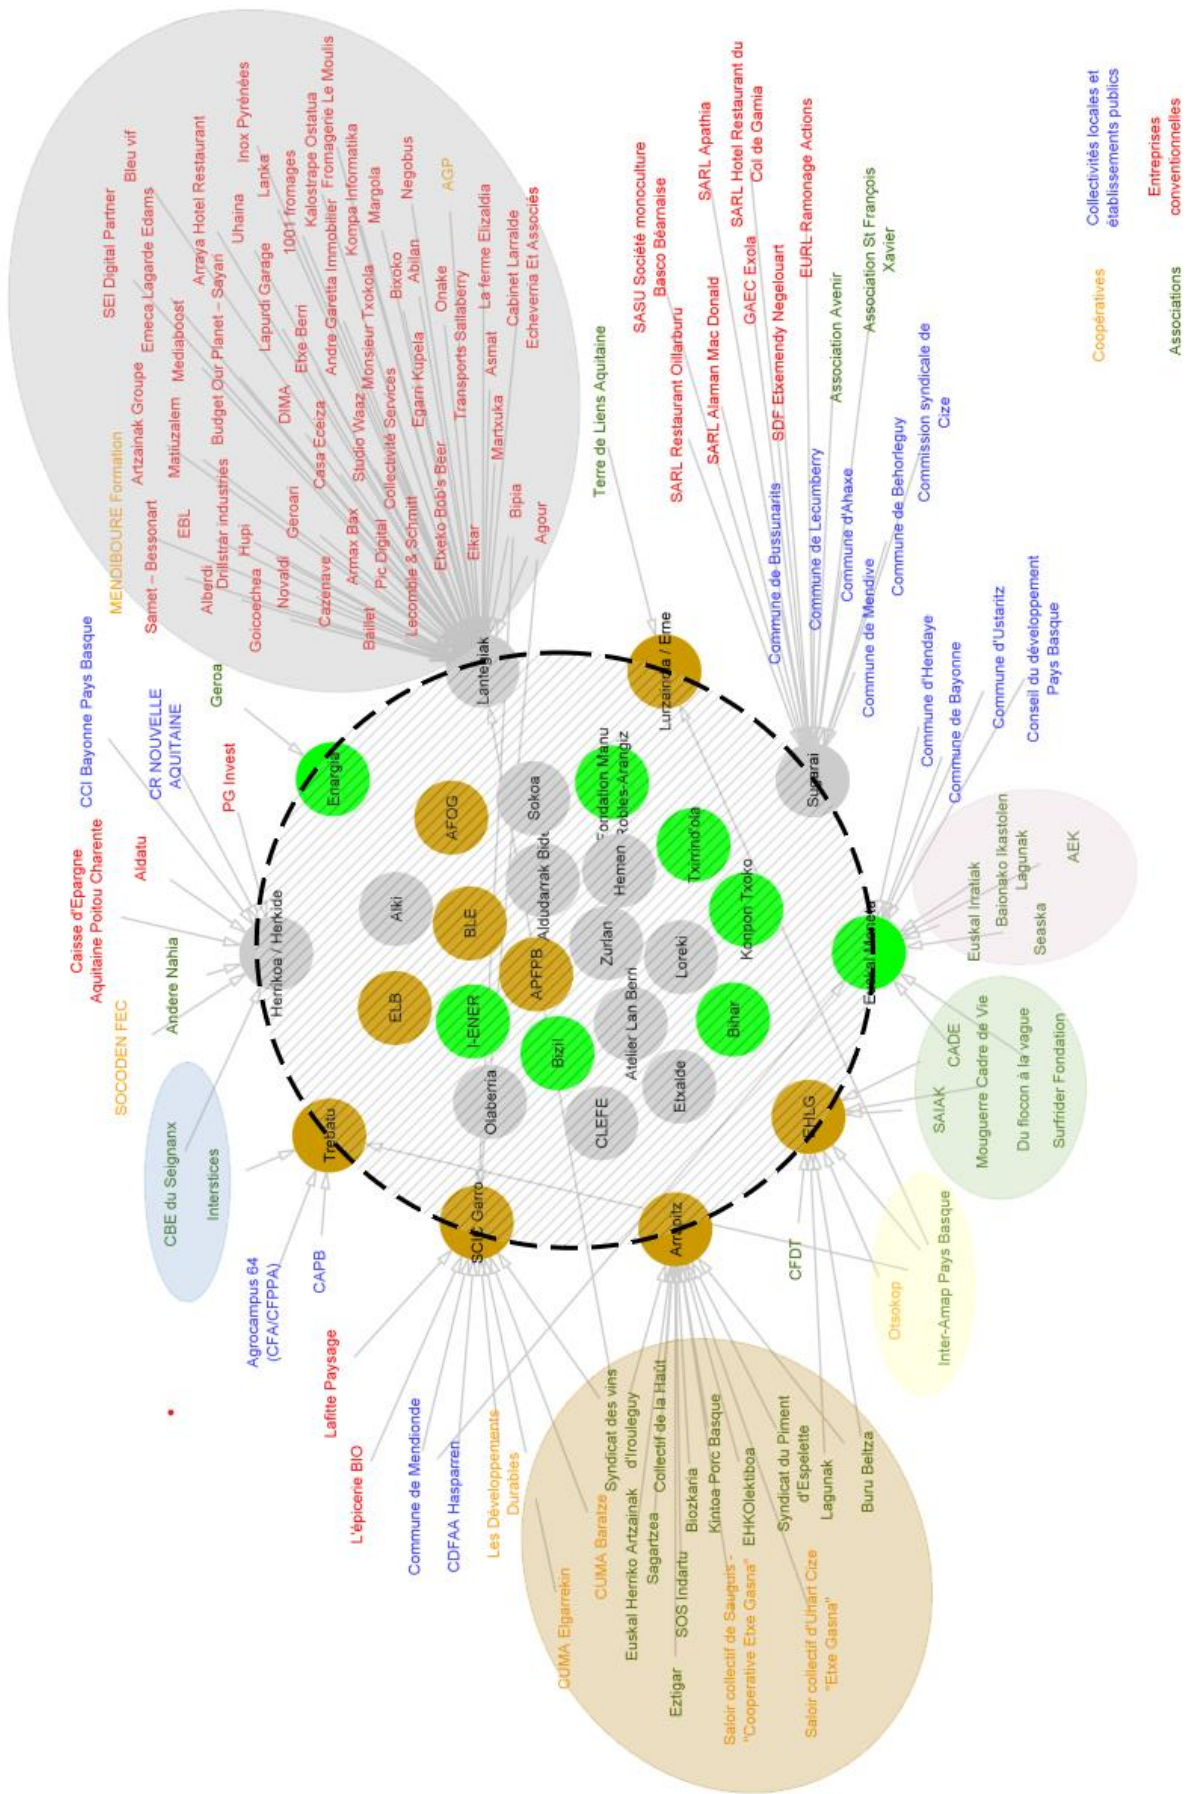 SEI Digital Partner
Bleu vif
Artzainak Groupe
Emeca Lagarde Edams
MENDIBOURE Formation
Matiuzalem
Mediaboost
Arraya Hotel Restaurant
Samet – Bessonart
EBL
Budget Our Planet - Sayari
Uhaina
Inox Pyrénées
Alberdi
Drillstar industries
Lapurdi Garage
Lanka
Goicoechea
Hupi
DIMA
Etxe Berri
1001 fromages
Novaldi
Geroari
Casa Eceiza
Andre Garetta Immobilier
Kalostrape Ostatua
Fromagerie Le Moulis
Cazenave
Armax Bax
Studio Waaz
Monsieur Txokola
Kompa Informatika
Baillet
Pic Digital
Collectivité Services
Bixoko
Margola
Lecomble & Schmitt
Egarri Kupela
Abilan
Negobus
Etxeko Bob's Beer
Transports Sallaberry
Onake
AGP
Elkar
Martxuka
Asmat
La ferme Elizaldia
Bipia
Cabinet Larralde
Agour
Echeverria Et Associés
Lantegiak
Geroa
Enargia
CCI Bayonne Pays Basque
CR NOUVELLE
AQUITAINE
PG Invest
Caisse d'Epargne
Aquitaine Poitou Charente
Aldatu
Andere Nahia
SOCODEN FEC
Herrikoa / Herkide
CBE du Seignanx
Interstices
Trebatu
Agrocampus 64
(CFA/CFPPA)
CAPB
Lafitte Paysage
L'épicerie BIO
Commune de Mendionde
CDFAA Hasparren
Les Développements
Durables
SCIC Garro
CUMA Elgarrekin
CUMA Baratze
Syndicat des vins
d'Irouleguy
Euskal Herriko Artzainak
Sagartzea
Collectif de la Haüt
Eztigar
SOS Indartu
Biozkaria
Kintoa Porc Basque
EHKOlektiboa
Saloir collectif de Sauguis -
"Cooperative Etxe Gasna"
Syndicat du Piment
d'Espelette
Saloir collectif d'Uhart Cize
"Etxe Gasna"
Lagunak
Buru Beltza
Arrapitz
CFDT
EHLG
Otsokop
Inter-Amap Pays Basque
SAIAK
CADE
Mouguerre Cadre de Vie
Du flocon à la vague
Surfrider Fondation
Euskal Moneta
Euskal Irratiak
Baionako Ikastolen
Lagunak
Seaska
AEK
Commune d'Hendaye
Commune de Bayonne
Commune d'Ustaritz
Conseil du développement
Pays Basque
Sugarai
Terre de Liens Aquitaine
Lurzaindia / Erne
SASU Société monoculture
Basco Béarnaise
SARL Restaurant Oillarburu
SARL Apathia
SARL Alaman Mac Donald
SARL Hotel Restaurant du
Col de Gamia
GAEC Exola
SDF Etxemendy Negelouart
EURL Ramonage Actions
Commune de Bussunarits
Commune de Lecumberry
Association Avenir
Commune d'Ahaxe
Association St François
Xavier
Commune de Mendive
Commune de Behorleguy
Commission syndicale de
Cize
AFOG
Alki
BLE
ELB
I-ENER
APFPB
Bizi!
Olaberria
Sokoa
Aldudarrak Bide
Fondation Manu
Robles-Arangiz
Hemen
Zurlan
Atelier Lan Berri
CLEFE
Txirrind'ola
Loreki
Konpon Txoko
Etxalde
Bihar
Coopératives
Associations
Collectivités locales et
établissements publics
Entreprises
conventionnelles